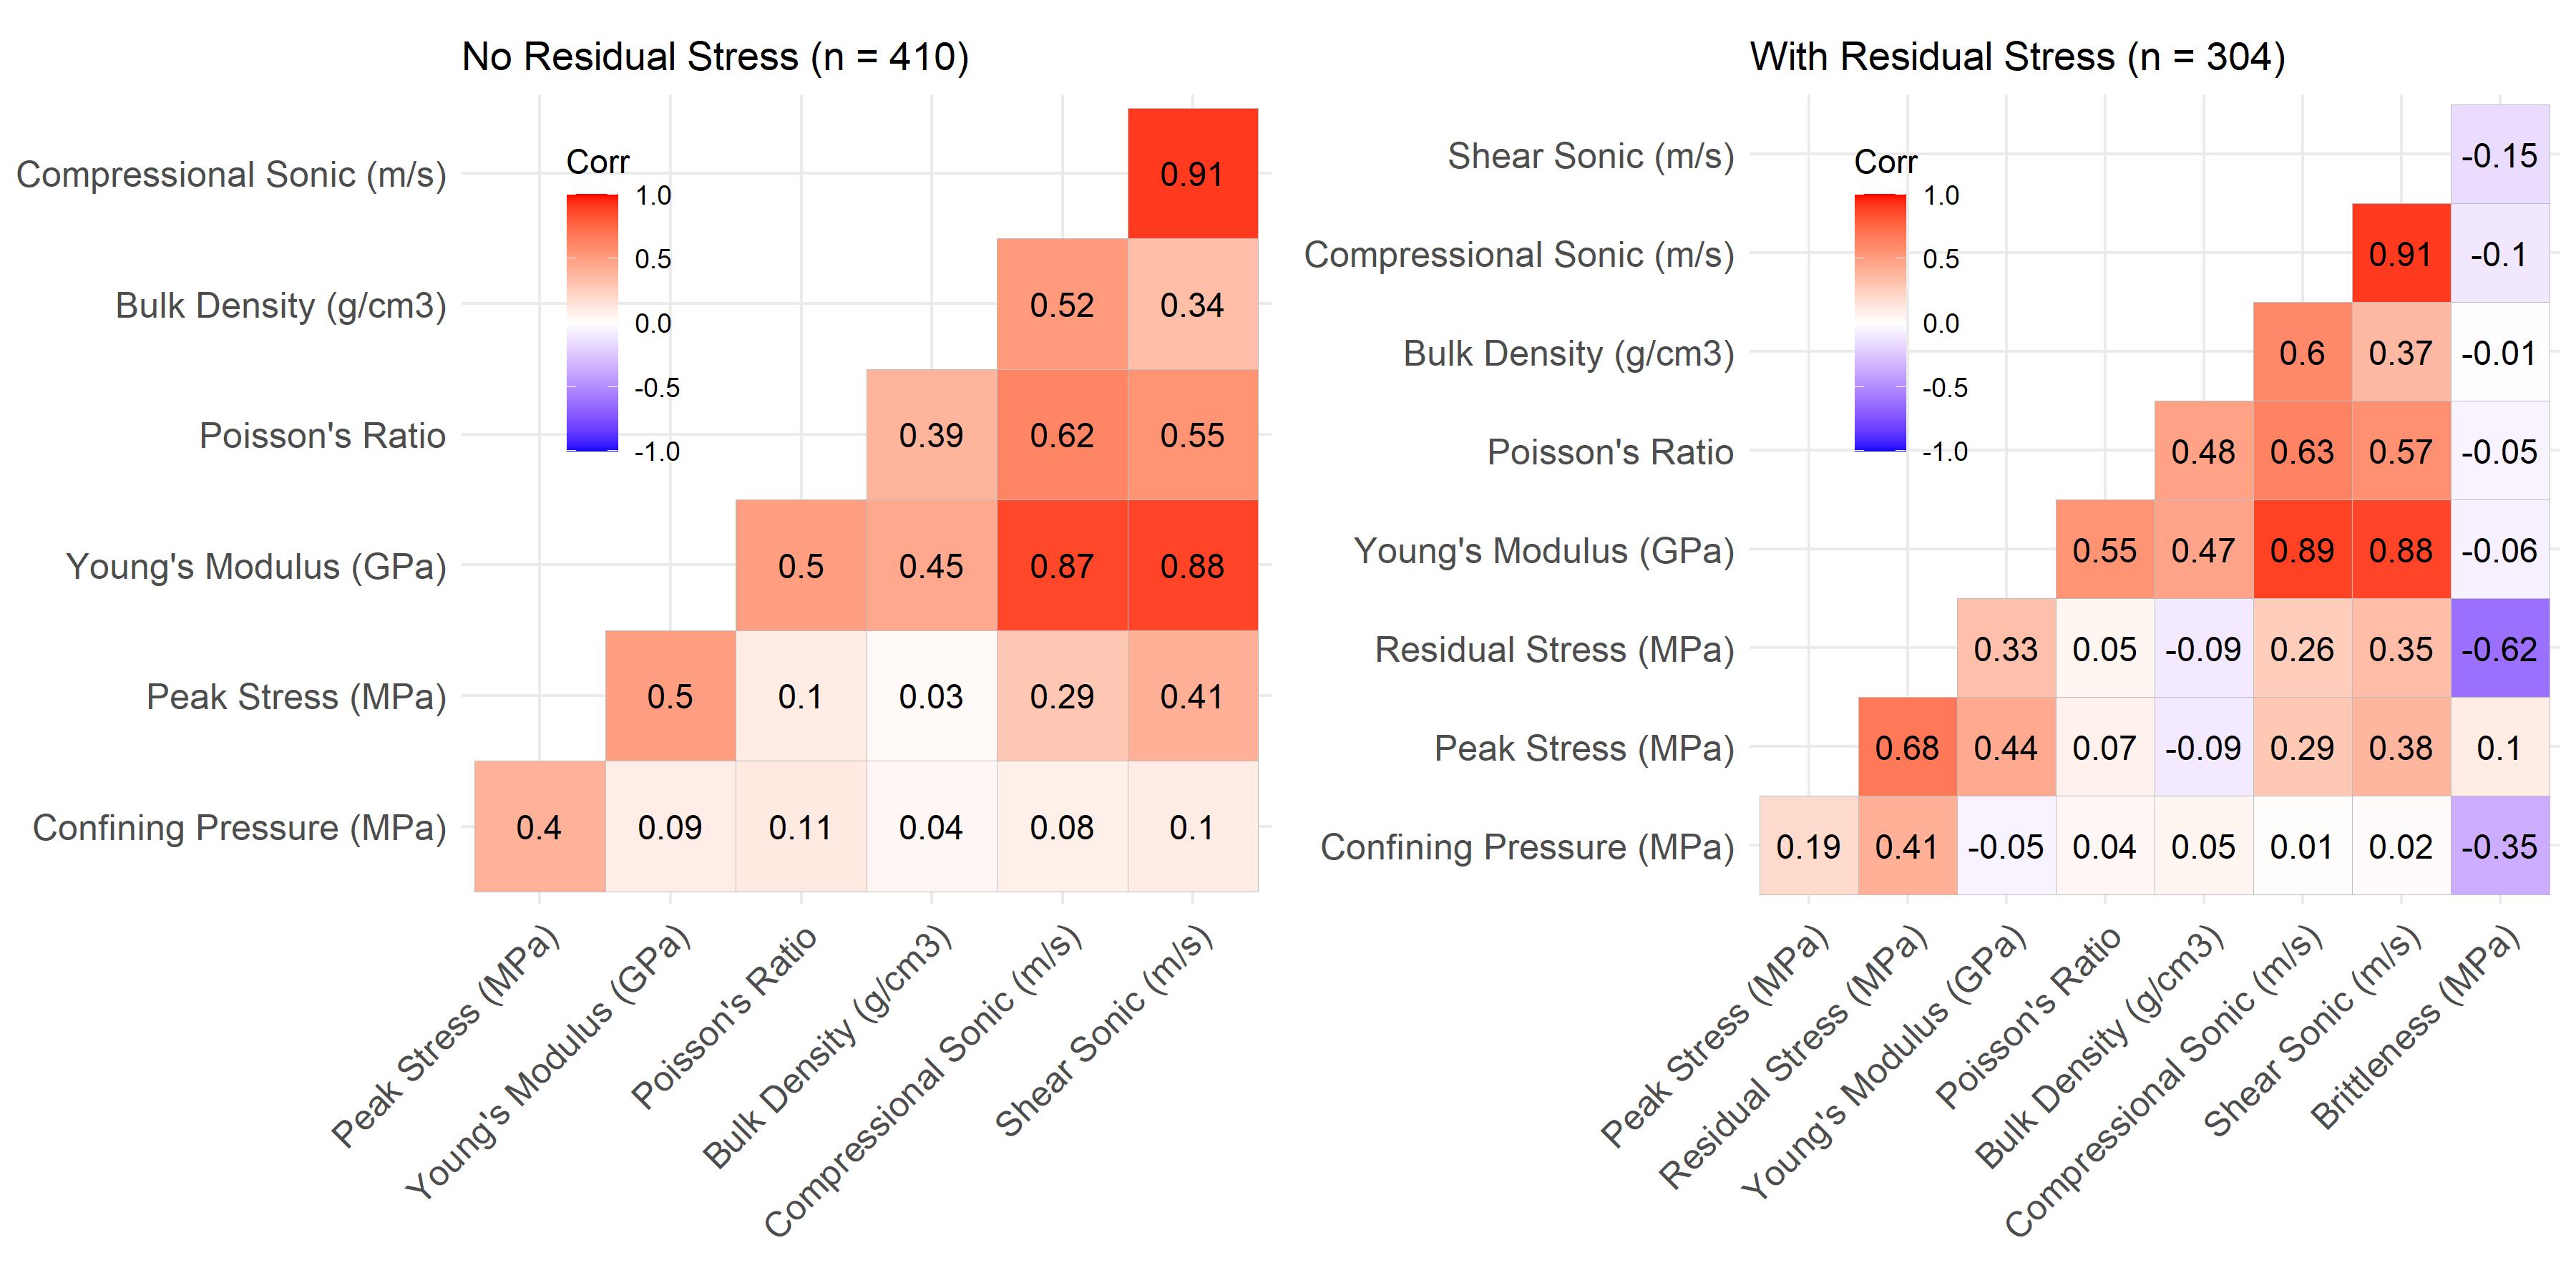 No Residual Stress (n = 410)
Corr
1.0
0.5
0.0
-0.5
-1.0
Compressional Sonic (m/s)
0.91
Bulk Density (g/cm3)
0.52 0.34
Poisson's Ratio
0.39 0.62 0.55
Young's Modulus (GPa)
0.5 0.45 0.87 0.88
Peak Stress (MPa)
0.5 0.1 0.03 0.29 0.41
Confining Pressure (MPa)
0.4 0.09 0.11 0.04 0.08 0.1
Peak Stress (MPa)
Young's Modulus (GPa)
Poisson's Ratio
Bulk Density (g/cm3)
Compressional Sonic (m/s)
Shear Sonic (m/s)
With Residual Stress (n = 304)
Corr
1.0
0.5
0.0
-0.5
-1.0
Shear Sonic (m/s)
-0.15
Compressional Sonic (m/s)
0.91 -0.1
Bulk Density (g/cm3)
0.6 0.37 -0.01
Poisson's Ratio
0.48 0.63 0.57 -0.05
Young's Modulus (GPa)
0.55 0.47 0.89 0.88 -0.06
Residual Stress (MPa)
0.33 0.05 -0.09 0.26 0.35 -0.62
Peak Stress (MPa)
0.68 0.44 0.07 -0.09 0.29 0.38 0.1
Confining Pressure (MPa)
0.19 0.41 -0.05 0.04 0.05 0.01 0.02 -0.35
Peak Stress (MPa)
Residual Stress (MPa)
Young's Modulus (GPa)
Poisson's Ratio
Bulk Density (g/cm3)
Compressional Sonic (m/s)
Shear Sonic (m/s)
Brittleness (MPa)